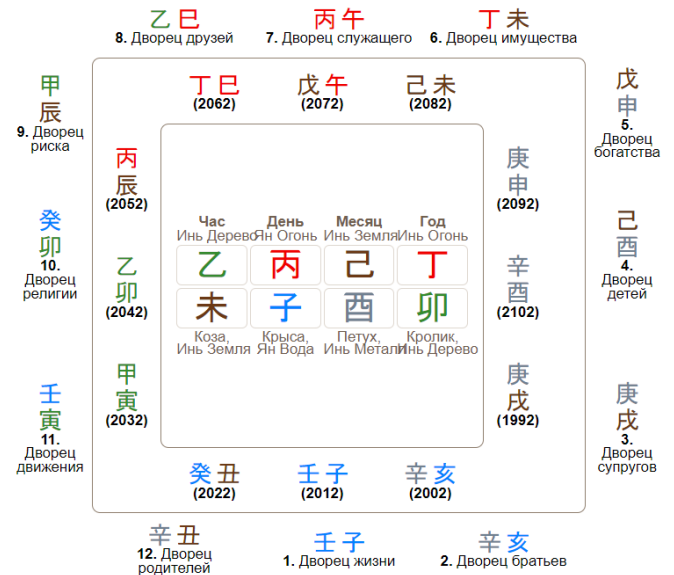 乙巳
8. Дворец друзей
丙午
7. Дворец служащего
丁未
6. Дворец имущества
丁巳
(2062)
戊午
(2072)
己未
(2082)
甲
辰
9. Дворец
риска
戊
申
5.
Дворец
богатства
丙
辰
(2052)
庚
申
(2092)
癸
卯
10.
Дворец
религии
己
酉
4.
Дворец
детей
乙
卯
(2042)
辛
酉
(2102)
Час День Месяц Год
Инь Дерево Ян Огонь Инь Земля Инь Огонь
乙 丙 己 丁
未 子 酉 卯
Коза, Крыса, Петух, Кролик,
Инь Земля Ян Вода Инь Металл Инь Дерево
甲
寅
(2032)
庚
戌
(1992)
壬
寅
11.
Дворец
движения
庚
戌
3.
Дворец
супругов
癸丑
(2022)
壬子
(2012)
辛亥
(2002)
辛丑
12. Дворец
родителей
壬子
1. Дворец жизни
辛亥
2. Дворец братьев